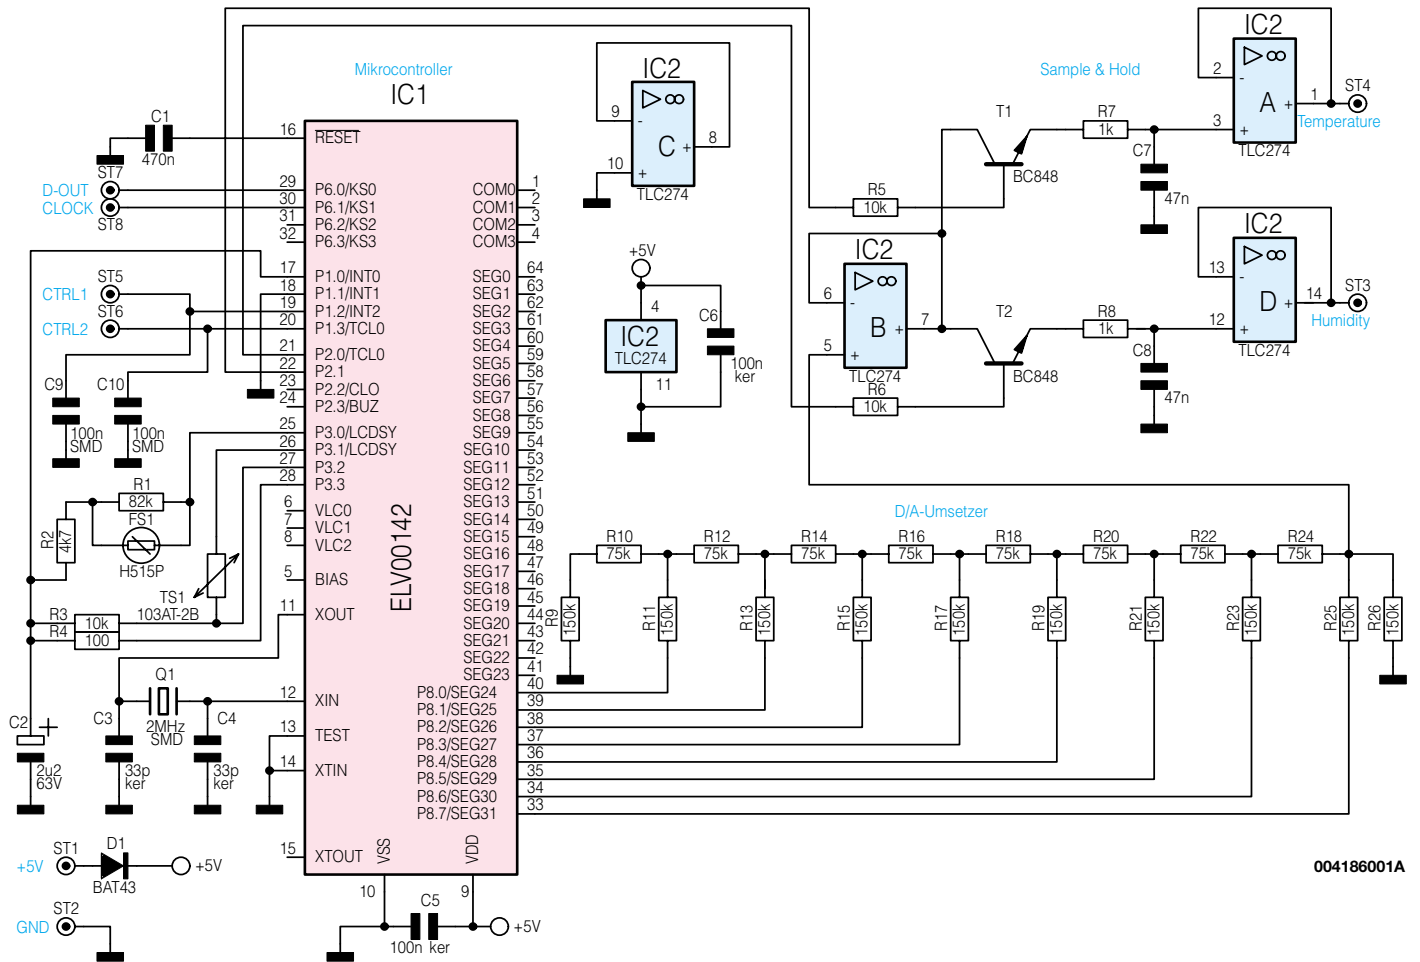 Mikrocontroller
IC1
ELV00142
C1
470n
16
RESET
ST7
D-OUT
CLOCK
ST8
29
30
31
32
P6.0/KS0
P6.1/KS1
P6.2/KS2
P6.3/KS3
ST5
CTRL1
ST6
CTRL2
17
18
19
20
P1.0/INT0
P1.1/INT1
P1.2/INT2
P1.3/TCL0
21
22
23
24
P2.0/TCL0
P2.1
P2.2/CLO
P2.3/BUZ
C9
100n
SMD
C10
100n
SMD
25
26
27
28
P3.0/LCDSY
P3.1/LCDSY
P3.2
P3.3
R1
82k
FS1
H515P
R2
4k7
6
7
8
VLC0
VLC1
VLC2
5
BIAS
TS1
103AT-2B
R3
10k
R4
100
11
XOUT
Q1
2MHz
SMD
12
XIN
C2
+
2u2
63V
C3
33p
ker
C4
33p
ker
13
TEST
14
XTIN
15
XTOUT
VSS
VDD
10
9
C5
100n ker
+5V
+5V
ST1
D1
BAT43
+5V
GND
ST2
COM0
COM1
COM2
COM3
1
2
3
4
SEG0
SEG1
SEG2
SEG3
SEG4
SEG5
SEG6
SEG7
SEG8
SEG9
SEG10
SEG11
SEG12
SEG13
SEG14
SEG15
SEG16
SEG17
SEG18
SEG19
SEG20
SEG21
SEG22
SEG23
64
63
62
61
60
59
58
57
56
55
54
53
52
51
50
49
48
47
46
45
44
43
42
41
P8.0/SEG24
P8.1/SEG25
P8.2/SEG26
P8.3/SEG27
P8.4/SEG28
P8.5/SEG29
P8.6/SEG30
P8.7/SEG31
40
39
38
37
36
35
34
33
IC2
▷∞
9
-
C
+
8
10
+
TLC274
+5V
4
IC2
TLC274
11
C6
100n
ker
Sample & Hold
T1
BC848
R7
1k
C7
47n
IC2
▷∞
2
-
A
+
1
3
+
TLC274
ST4
Temperature
R5
10k
IC2
▷∞
6
-
B
+
7
5
+
TLC274
R6
10k
T2
BC848
R8
1k
C8
47n
IC2
▷∞
13
-
D
+
14
12
+
TLC274
ST3
Humidity
D/A-Umsetzer
R10
75k
R12
75k
R14
75k
R16
75k
R18
75k
R20
75k
R22
75k
R24
75k
R9
150k
R11
150k
R13
150k
R15
150k
R17
150k
R19
150k
R21
150k
R23
150k
R25
150k
R26
150k
004186001A